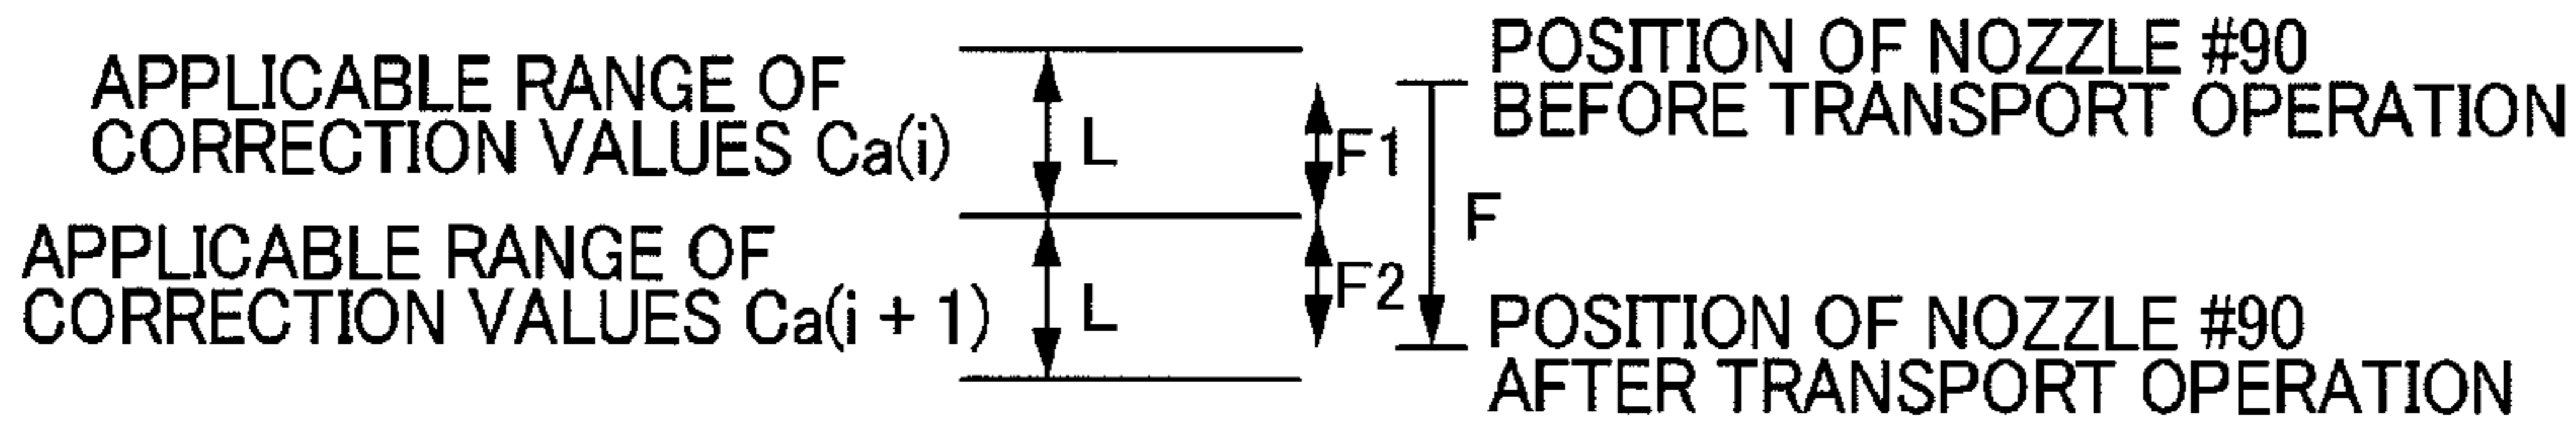 APPLICABLE RANGE OF
CORRECTION VALUES Ca(i)
L
F1
POSITION OF NOZZLE #90
BEFORE TRANSPORT OPERATION
F
APPLICABLE RANGE OF
CORRECTION VALUES Ca(i + 1)
L
F2
POSITION OF NOZZLE #90
AFTER TRANSPORT OPERATION